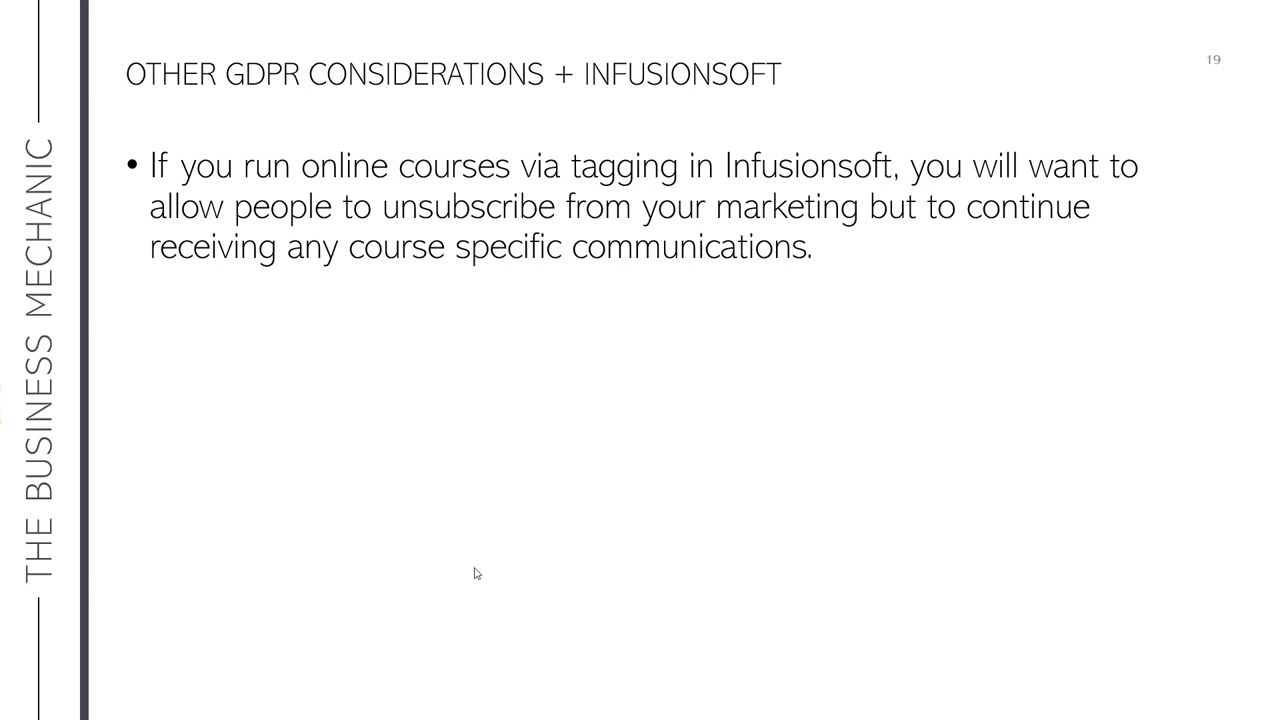 THE BUSINESS MECHANIC
OTHER GDPR CONSIDERATIONS + INFUSIONSOFT
19
• If you run online courses via tagging in Infusionsoft, you will want to
allow people to unsubscribe from your marketing but to continue
receiving any course specific communications.